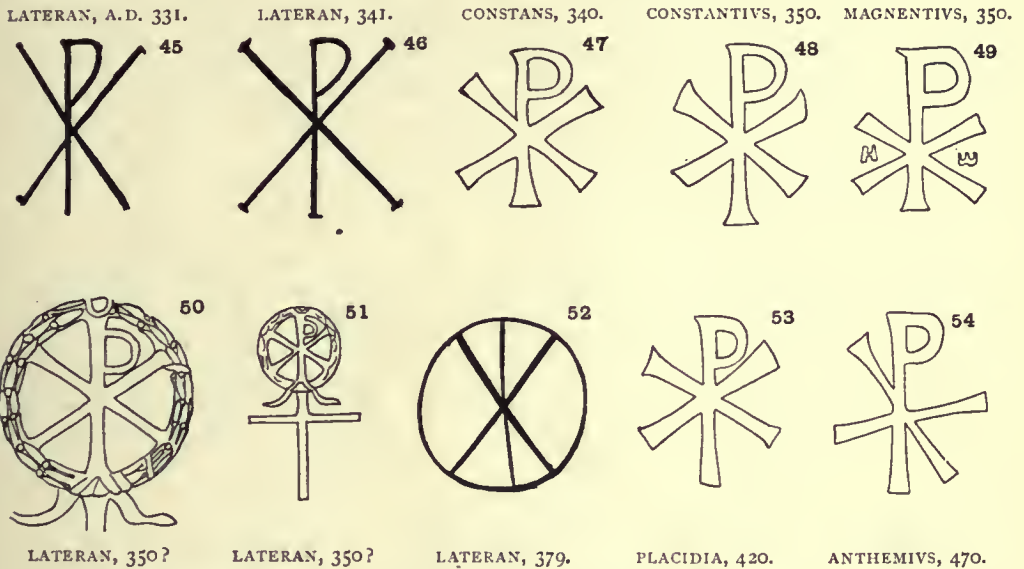 LATERAN, A.D. 331. LATERAN, 341. CONSTANS, 340. CONSTANTIVS, 350. MAGNENTIVS, 350.
45 46 47 48 49
50 51 52 53 54
LATERAN, 350? LATERAN, 350? LATERAN, 379. PLACIDIA, 420. ANTHEMIVS, 470.